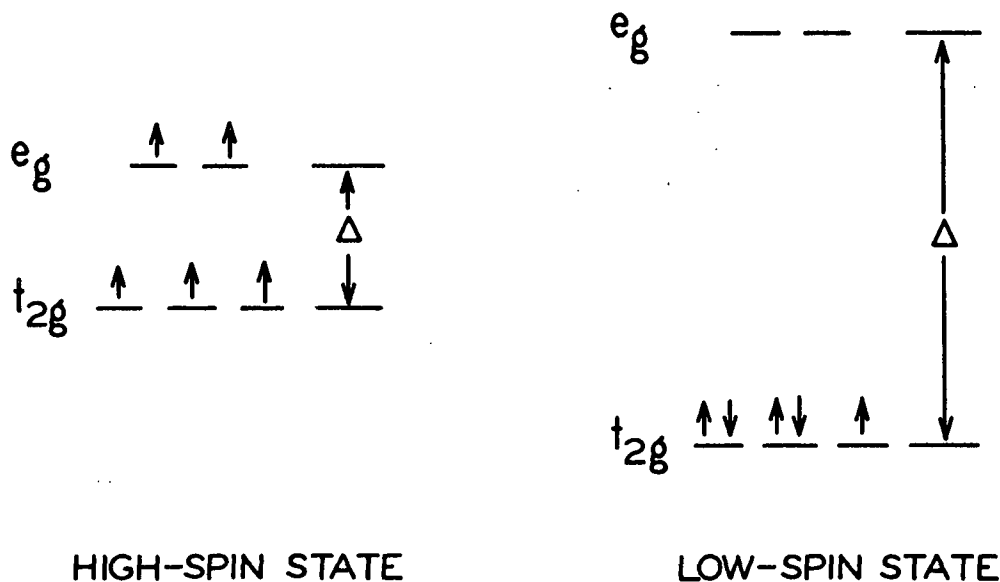 e_g
Δ
t_2g
HIGH-SPIN STATE
e_g
Δ
t_2g
LOW-SPIN STATE